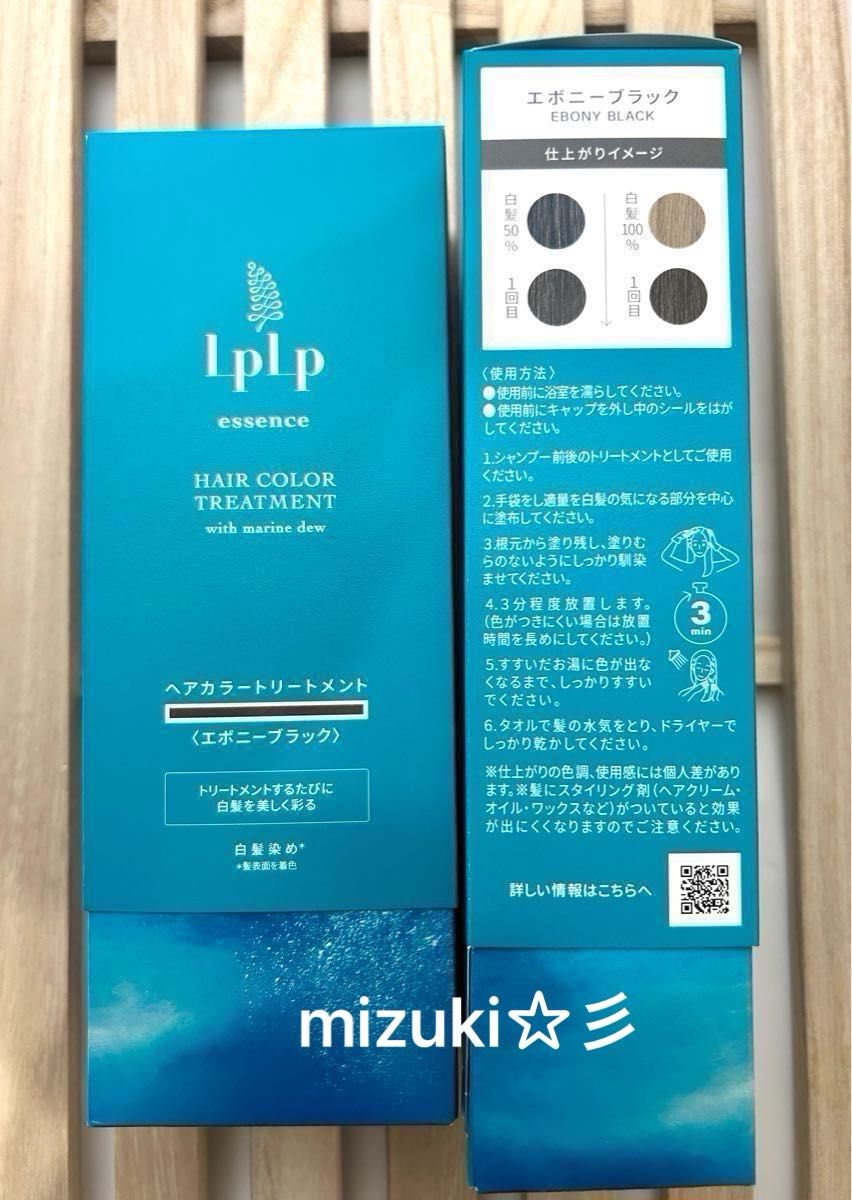 LpLp
essence
HAIR COLOR
TREATMENT
with marine dew
ヘアカラートリートメント
〈エボニーブラック〉
トリートメントするたびに
白髪を美しく彩る
白髪染め*
*髪表面を着色
エボニーブラック
EBONY BLACK
仕上がりイメージ
白髪50%
白髪100%
1回目
1回目
〈使用方法〉
●使用前に浴室を濡らしてください。
●使用前にキャップを外し中のシールをはが
してください。
1.シャンプー前後のトリートメントとしてご使用
ください。
2.手袋をし適量を白髪の気になる部分を中心
に塗布してください。
3.根元から塗り残し、塗りむ
らのないようにしっかり馴染
ませてください。
4.3分程度放置します。
(色がつきにくい場合は放置
時間を長めにしてください。)
3
min
5.すすいだお湯に色が出な
くなるまで、しっかりすすい
でください。
6.タオルで髪の水気をとり、ドライヤーで
しっかり乾かしてください。
※仕上がりの色調、使用感には個人差があり
ます。※髪にスタイリング剤(ヘアクリーム・
オイル・ワックスなど)がついていると効果
が出にくくなりますのでご注意ください。
詳しい情報はこちらへ
mizuki☆彡